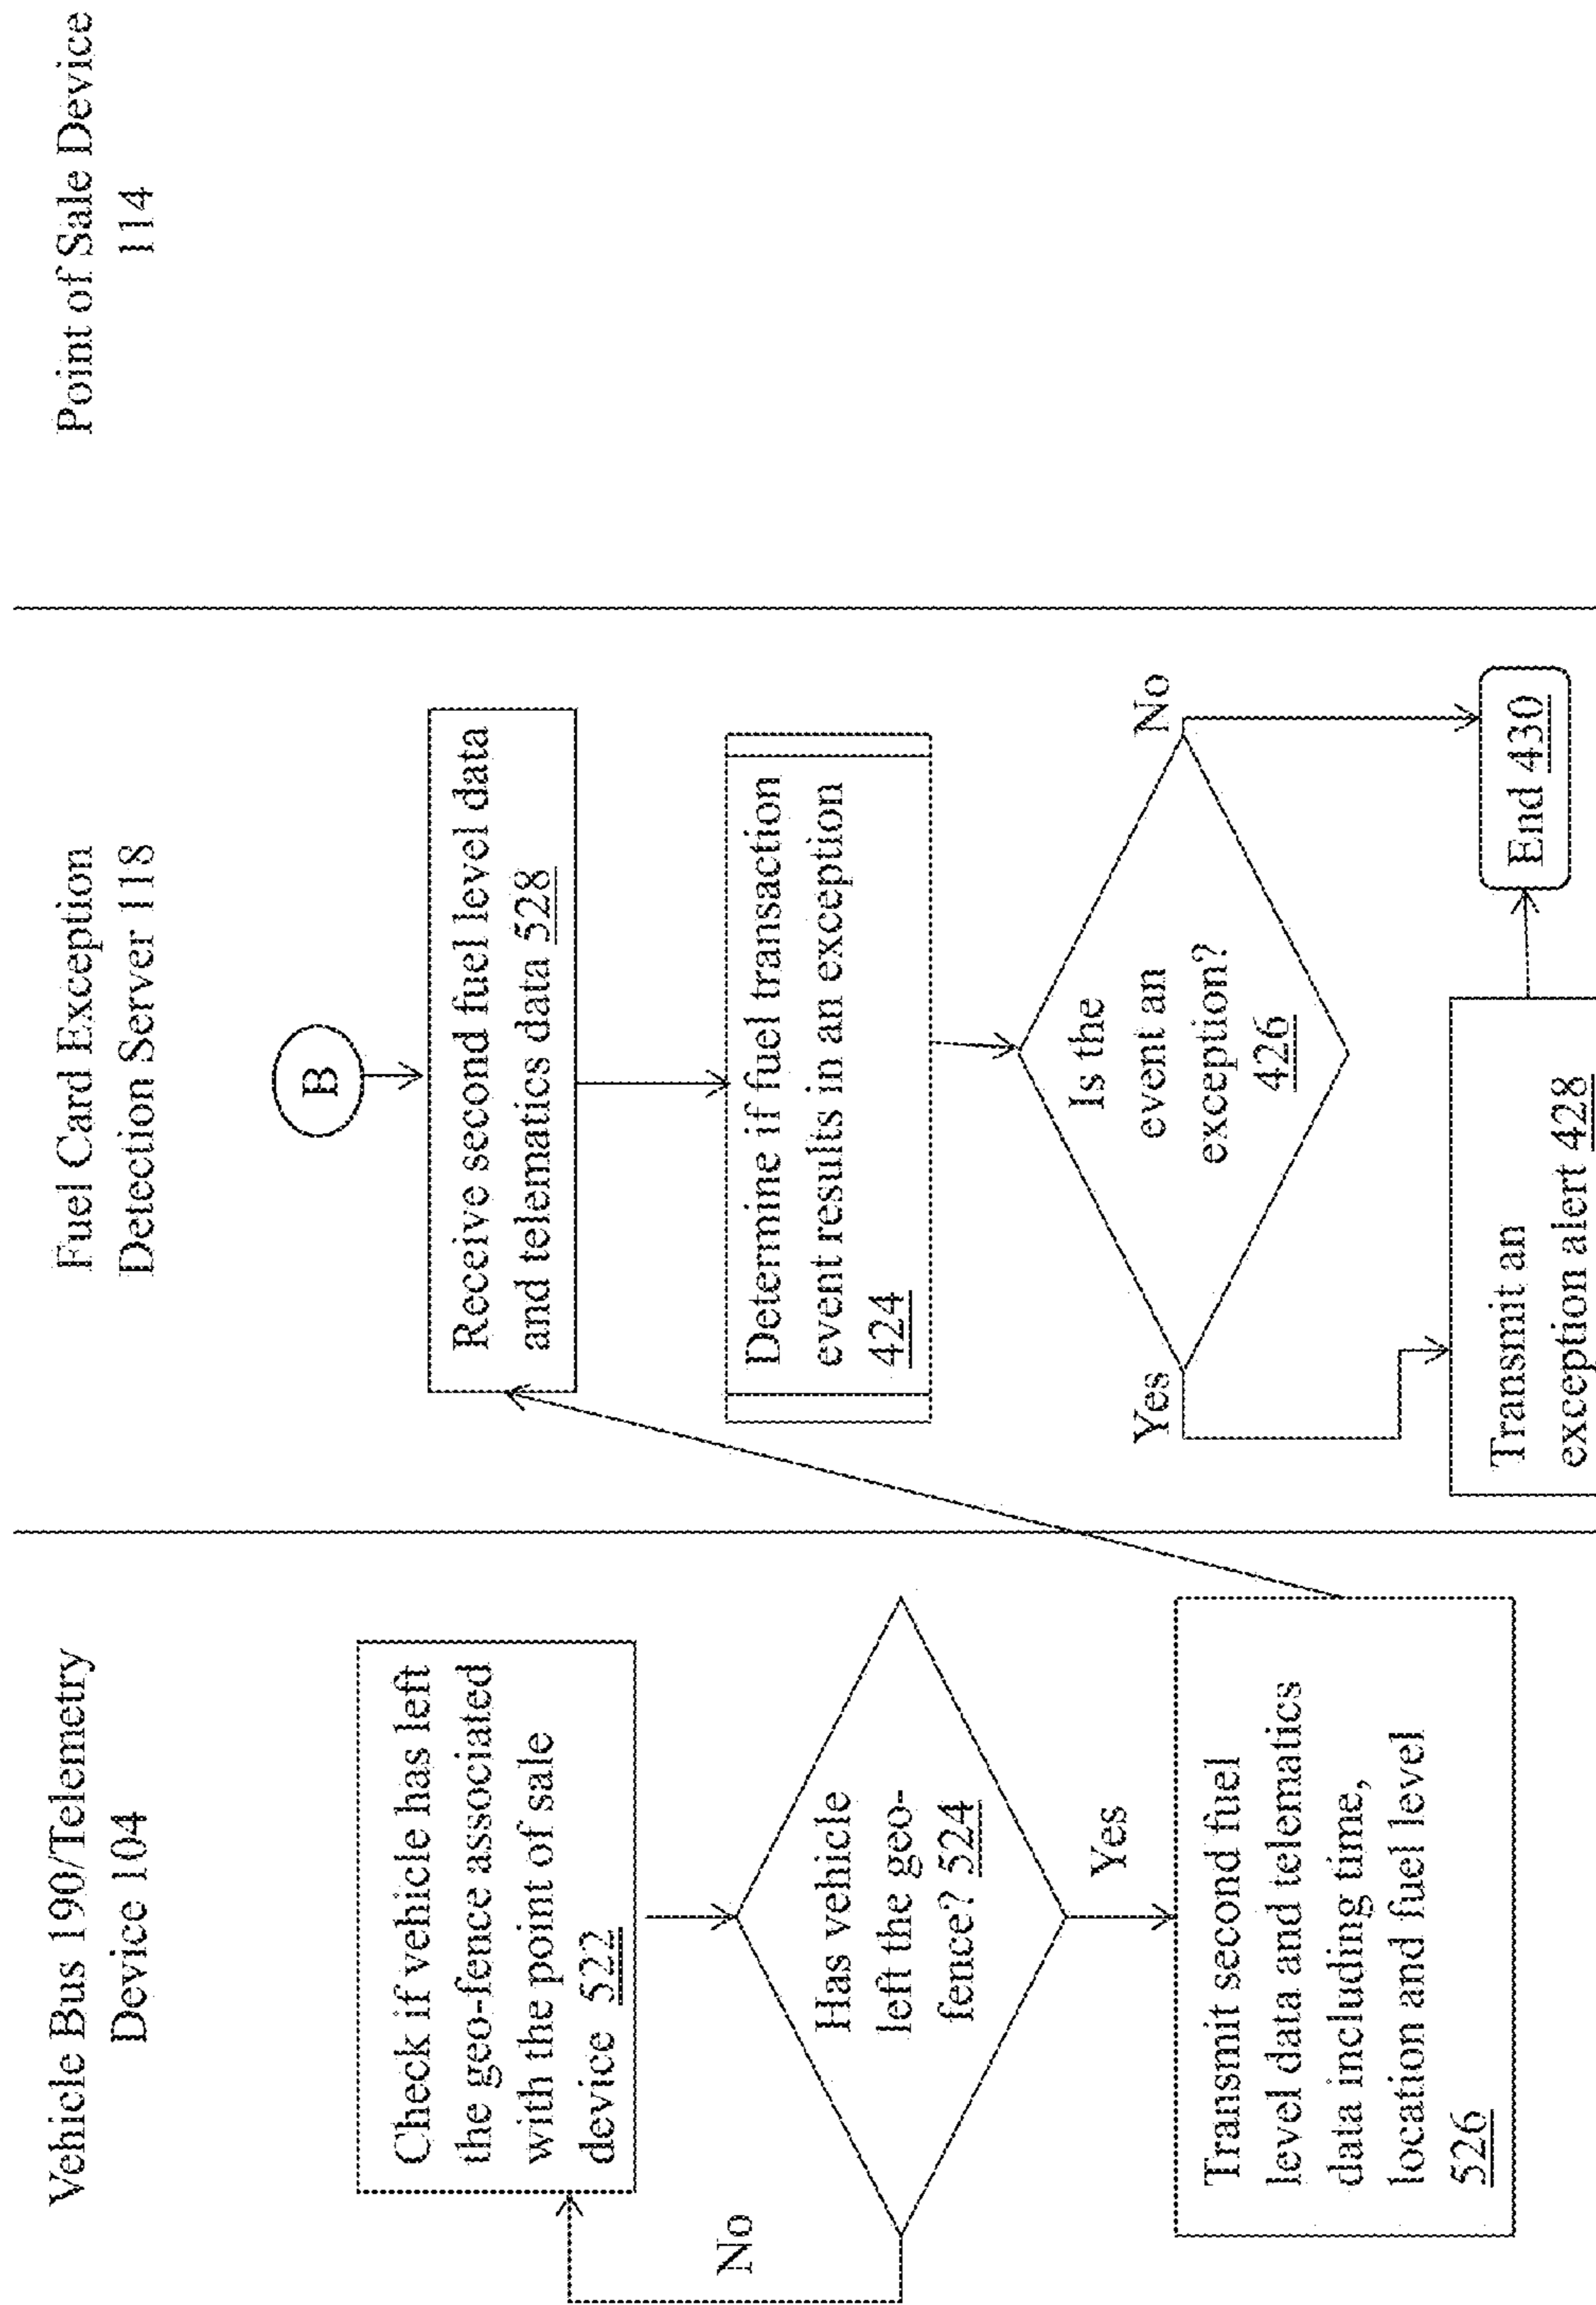 Vehicle Bus 190/Telemetry
Device 104
Check if vehicle has left
the geo-fence associated
with the point of sale
device 522
No
Has vehicle
left the geo-
fence? 524
Yes
Transmit second fuel
level data and telematics
data including time,
location and fuel level
526
Fuel Card Exception
Detection Server 118
B
Receive second fuel level data
and telematics data 528
Determine if fuel transaction
event results in an exception
424
Is the
event an
exception?
426
Yes
No
Transmit an
exception alert 428
End 430
Point of Sale Device
114